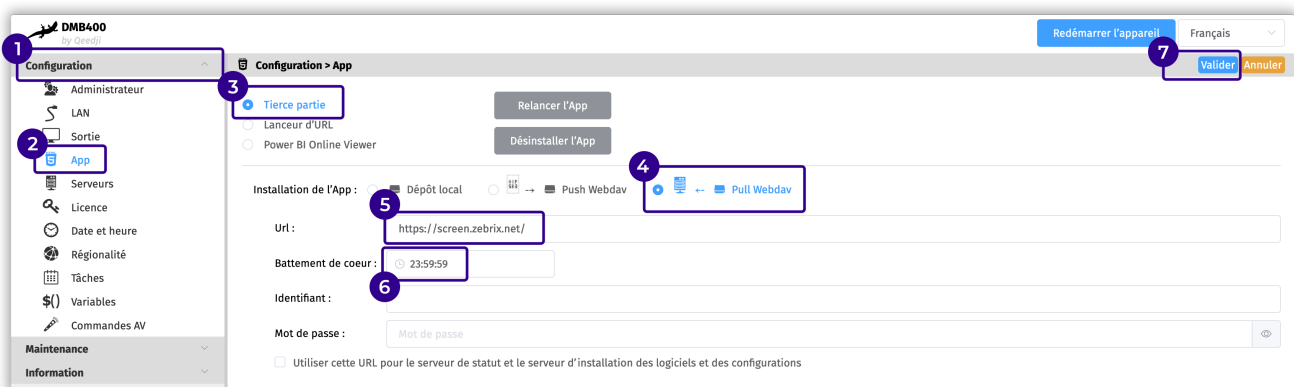 DMB400
by Qeedji
Redémarrer l'appareil
Français
1
7
Configuration
Configuration > App
Valider
Annuler
Administrateur
LAN
Sortie
2
App
Serveurs
Licence
Date et heure
Régionalité
Tâches
$() Variables
Commandes AV
Maintenance
Information
3
Tierce partie
Lanceur d'URL
Power BI Online Viewer
Relancer l'App
Désinstaller l'App
4
Installation de l'App :
Dépôt local
→ Push Webdav
← Pull Webdav
5
Url :
https://screen.zebrix.net/
Battement de coeur :
23:59:59
6
Identifiant :
Mot de passe :
Mot de passe
Utiliser cette URL pour le serveur de statut et le serveur d'installation des logiciels et des configurations